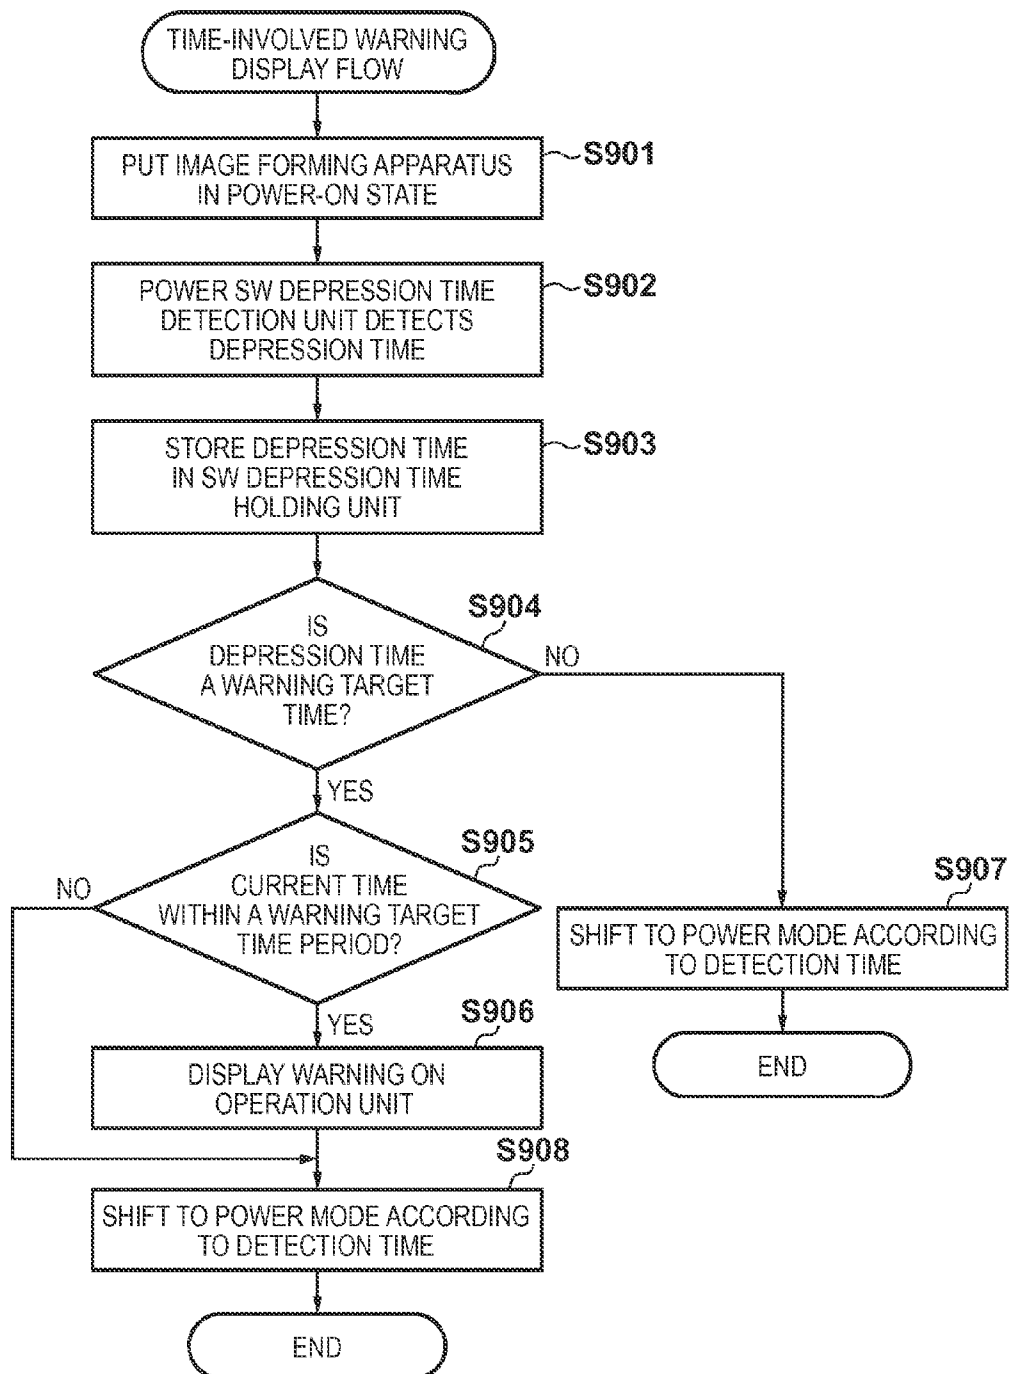 TIME-INVOLVED WARNING
DISPLAY FLOW
PUT IMAGE FORMING APPARATUS
IN POWER-ON STATE
S901
POWER SW DEPRESSION TIME
DETECTION UNIT DETECTS
DEPRESSION TIME
S902
STORE DEPRESSION TIME
IN SW DEPRESSION TIME
HOLDING UNIT
S903
IS
DEPRESSION TIME
A WARNING TARGET
TIME?
S904
NO
YES
IS
CURRENT TIME
WITHIN A WARNING TARGET
TIME PERIOD?
S905
NO
YES
S907
SHIFT TO POWER MODE ACCORDING
TO DETECTION TIME
END
S906
DISPLAY WARNING ON
OPERATION UNIT
S908
SHIFT TO POWER MODE ACCORDING
TO DETECTION TIME
END